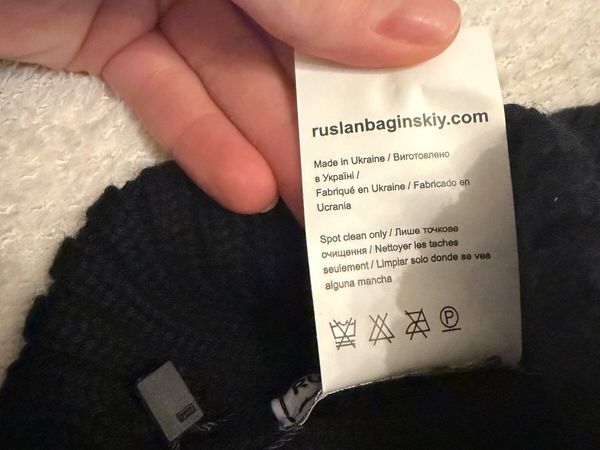 ruslanbaginskiy.com
Made in Ukraine / Виготовлено
в Україні /
Fabriqué en Ukraine / Fabricado en
Ucrania
Spot clean only / Лише точкове
очищення / Nettoyer les taches
seulement / Limpiar solo donde se vea
alguna mancha
P